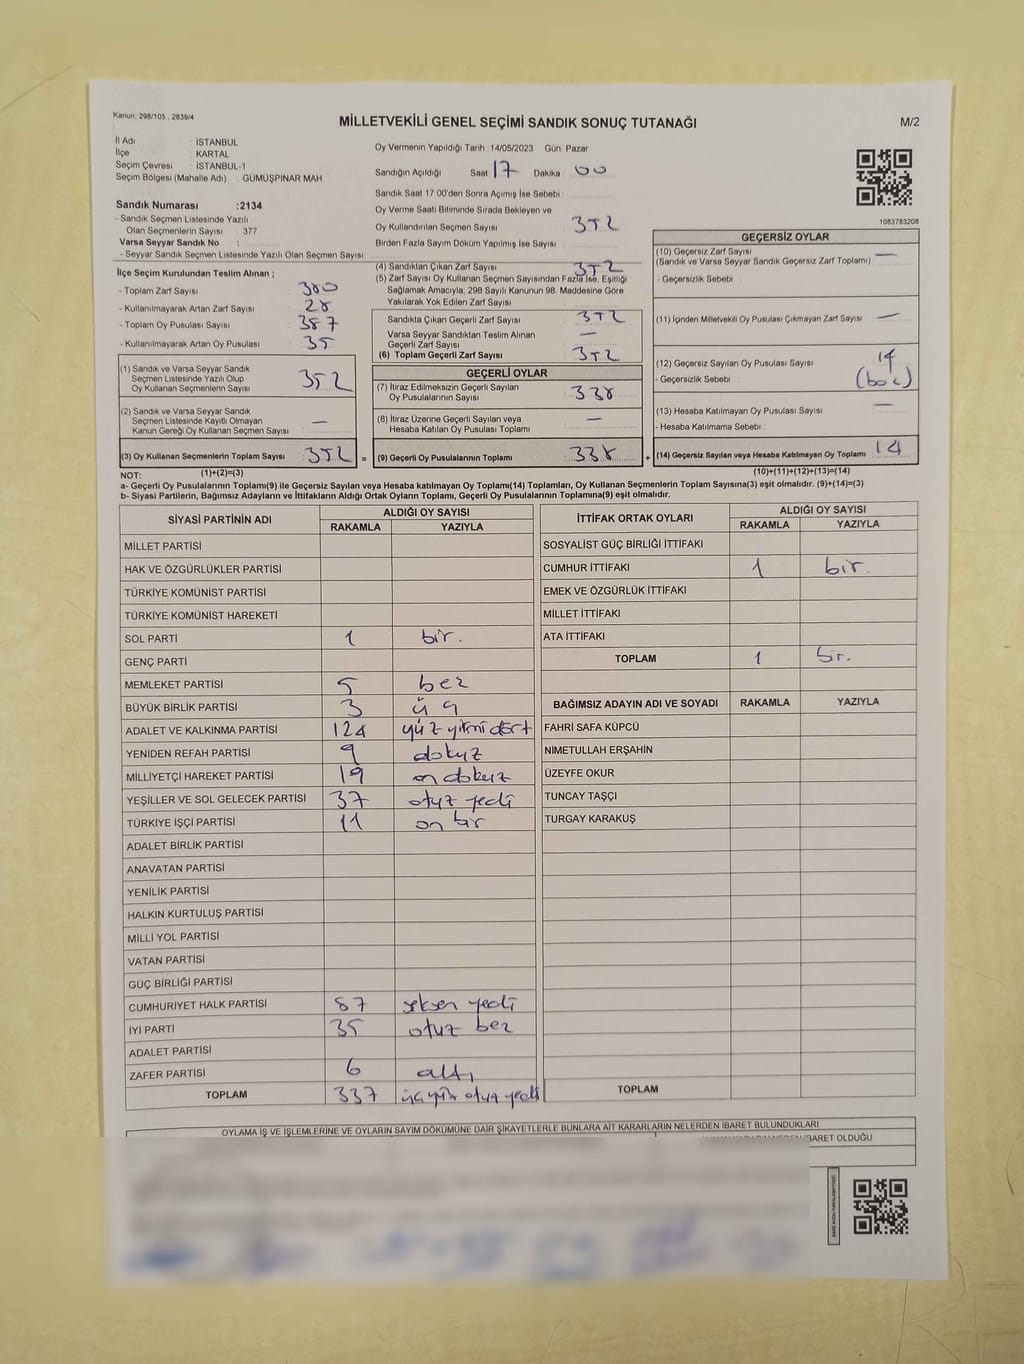 Kanun, 298/105 , 2839/4
MİLLETVEKİLİ GENEL SEÇİMİ SANDIK SONUÇ TUTANAĞI
M/2
İl Adı : İSTANBUL
İlçe : KARTAL
Seçim Çevresi : İSTANBUL-1
Seçim Bölgesi (Mahalle Adı) : GÜMÜŞPINAR MAH.
Sandık Numarası :2134
- Sandık Seçmen Listesinde Yazılı
Olan Seçmenlerin Sayısı : 377
Varsa Seyyar Sandık No :
- Seyyar Sandık Seçmen Listesinde Yazılı Olan Seçmen Sayısı :
Oy Vermenin Yapıldığı Tarih :14/05/2023 Gün: Pazar
Sandığın Açıldığı Saat : 17 Dakika : 00
Sandık Saat 17:00'den Sonra Açılmış İse Sebebi :
Oy Verme Saati Bitiminde Sırada Bekleyen ve
Oy Kullandırılan Seçmen Sayısı : 352
Birden Fazla Sayım Döküm Yapılmış İse Sayısı :
1083783208
İlçe Seçim Kurulundan Teslim Alınan ;
- Toplam Zarf Sayısı : 380
- Kullanılmayarak Artan Zarf Sayısı : 28
- Toplam Oy Pusulası Sayısı : 387
- Kullanılmayarak Artan Oy Pusulası : 35
(1) Sandık ve Varsa Seyyar Sandık
Seçmen Listesinde Yazılı Olup
Oy Kullanan Seçmenlerin Sayısı : 352
(2) Sandık ve Varsa Seyyar Sandık
Seçmen Listesinde Kayıtlı Olmayan
Kanun Gereği Oy Kullanan Seçmen Sayısı : —
(3) Oy Kullanan Seçmenlerin Toplam Sayısı : 352 =
(4) Sandıktan Çıkan Zarf Sayısı : 352
(5) Zarf Sayısı Oy Kullanan Seçmen Sayısından Fazla İse, Eşitliği
Sağlamak Amacıyla; 298 Sayılı Kanunun 98. Maddesine Göre
Yakılarak Yok Edilen Zarf Sayısı :
Sandıkta Çıkan Geçerli Zarf Sayısı : 352
Varsa Seyyar Sandıktan Teslim Alınan
Geçerli Zarf Sayısı : —
(6) Toplam Geçerli Zarf Sayısı : 352
GEÇERLİ OYLAR
(7) İtiraz Edilmeksizin Geçerli Sayılan
Oy Pusulalarının Sayısı : 338
(8) İtiraz Üzerine Geçerli Sayılan veya
Hesaba Katılan Oy Pusulası Toplamı : —
(9) Geçerli Oy Pusulalarının Toplamı : 338 +
GEÇERSİZ OYLAR
(10) Geçersiz Zarf Sayısı : —
(Sandık ve Varsa Seyyar Sandık Geçersiz Zarf Toplamı)
- Geçersizlik Sebebi :
(11) İçinden Milletvekili Oy Pusulası Çıkmayan Zarf Sayısı : —
(12) Geçersiz Sayılan Oy Pusulası Sayısı : 14
- Geçersizlik Sebebi :
(13) Hesaba Katılmayan Oy Pusulası Sayısı : —
- Hesaba Katılmama Sebebi :
(14) Geçersiz Sayılan veya Hesaba Katılmayan Oy Toplamı : 14
NOT: (1)+(2)=(3) (10)+(11)+(12)+(13)=(14)
a- Geçerli Oy Pusulalarının Toplamı(9) ile Geçersiz Sayılan veya Hesaba Katılmayan Oy Toplamı(14) Toplamları, Oy Kullanan Seçmenlerin Toplam Sayısına(3) eşit olmalıdır. (9)+(14)=(3)
b- Siyasi Partilerin, Bağımsız Adayların ve İttifakların Aldığı Ortak Oyların Toplamı, Geçerli Oy Pusulalarının Toplamına(9) eşit olmalıdır.
SİYASİ PARTİNİN ADI ALDIĞI OY SAYISI
RAKAMLA YAZIYLA
MİLLET PARTİSİ
HAK VE ÖZGÜRLÜKLER PARTİSİ
TÜRKİYE KOMÜNİST PARTİSİ
TÜRKİYE KOMÜNİST HAREKETİ
SOL PARTİ 1 bir.
GENÇ PARTİ
MEMLEKET PARTİSİ 5 beş
BÜYÜK BİRLİK PARTİSİ 3 üç
ADALET VE KALKINMA PARTİSİ 124 yüz yirmi dört
YENİDEN REFAH PARTİSİ 9 dokuz
MİLLİYETÇİ HAREKET PARTİSİ 19 on dokuz
YEŞİLLER VE SOL GELECEK PARTİSİ 37 otuz yedi
TÜRKİYE İŞÇİ PARTİSİ 11 on bir
ADALET BİRLİK PARTİSİ
ANAVATAN PARTİSİ
YENİLİK PARTİSİ
HALKIN KURTULUŞ PARTİSİ
MİLLİ YOL PARTİSİ
VATAN PARTİSİ
GÜÇ BİRLİĞİ PARTİSİ
CUMHURİYET HALK PARTİSİ 87 seksen yedi
İYİ PARTİ 35 otuz beş
ADALET PARTİSİ
ZAFER PARTİSİ 6 altı
TOPLAM 337 üçyüz otuz yedi
İTTİFAK ORTAK OYLARI ALDIĞI OY SAYISI
RAKAMLA YAZIYLA
SOSYALİST GÜÇ BİRLİĞİ İTTİFAKI
CUMHUR İTTİFAKI 1 bir.
EMEK VE ÖZGÜRLÜK İTTİFAKI
MİLLET İTTİFAKI
ATA İTTİFAKI
TOPLAM 1 bir.
BAĞIMSIZ ADAYIN ADI VE SOYADI RAKAMLA YAZIYLA
FAHRİ SAFA KÜPCÜ
NİMETULLAH ERŞAHİN
ÜZEYFE OKUR
TUNCAY TAŞÇI
TURGAY KARAKUŞ
TOPLAM
OYLAMA İŞ VE İŞLEMLERİNE VE OYLARIN SAYIM DÖKÜMÜNE DAİR ŞİKAYETLERLE BUNLARA AİT KARARLARIN NELERDEN İBARET BULUNDUKLARI
İBARET OLDUĞU